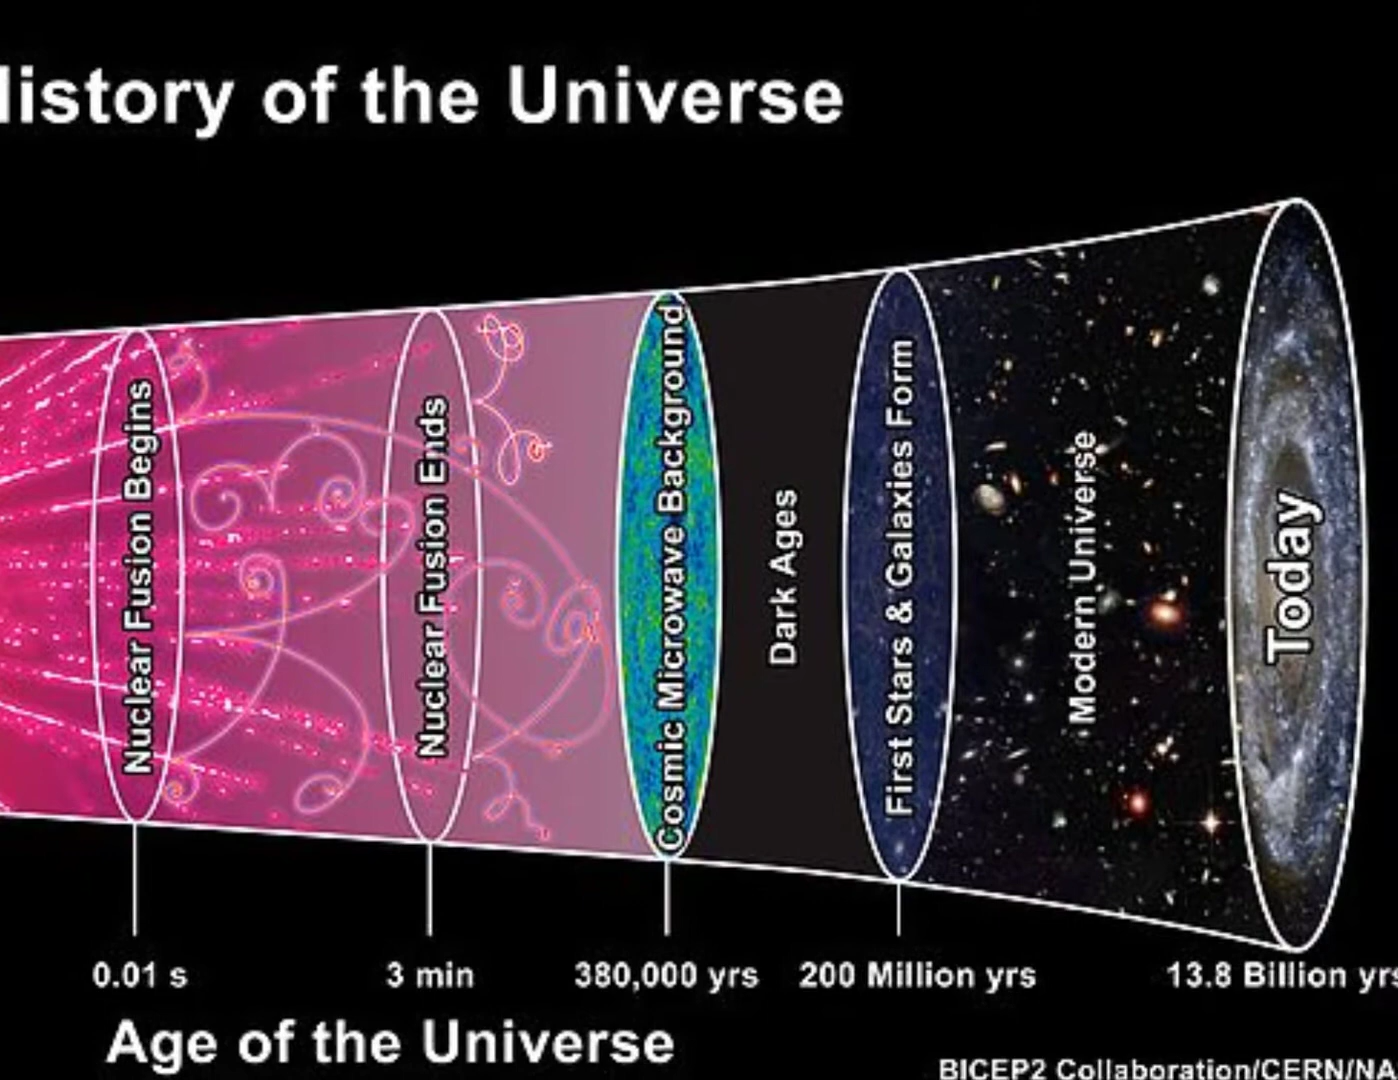 History of the Universe
Nuclear Fusion Begins
Nuclear Fusion Ends
Cosmic Microwave Background
Dark Ages
First Stars & Galaxies Form
Modern Universe
Today
0.01 s
3 min
380,000 yrs
200 Million yrs
13.8 Billion yrs
Age of the Universe
BICEP2 Collaboration/CERN/NA